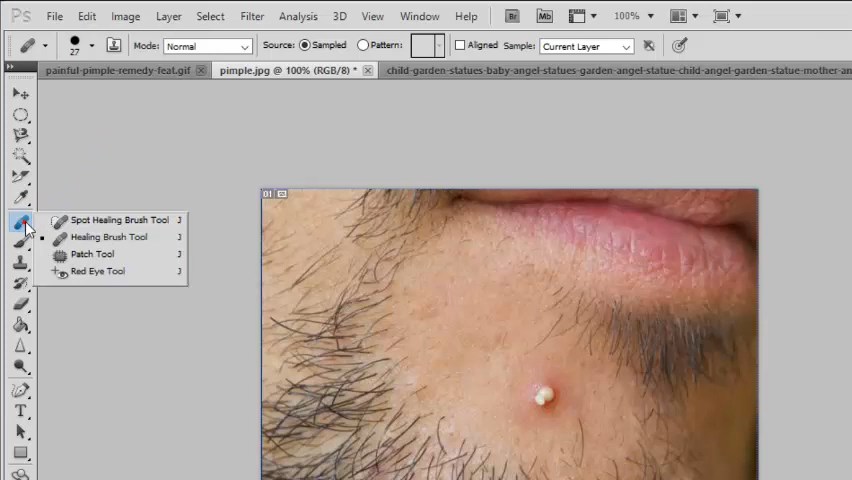 Ps File Edit Image Layer Select Filter Analysis 3D View Window Help Br Mb 100%
27 Mode: Normal Source: Sampled Pattern: Aligned Sample: Current Layer
painful-pimple-remedy-feat.gif pimple.jpg @ 100% (RGB/8) * child-garden-statues-baby-angel-statues-garden-angel-statue-child-angel-garden-statue-mother-an
01
Spot Healing Brush Tool J
Healing Brush Tool J
Patch Tool J
Red Eye Tool J
T